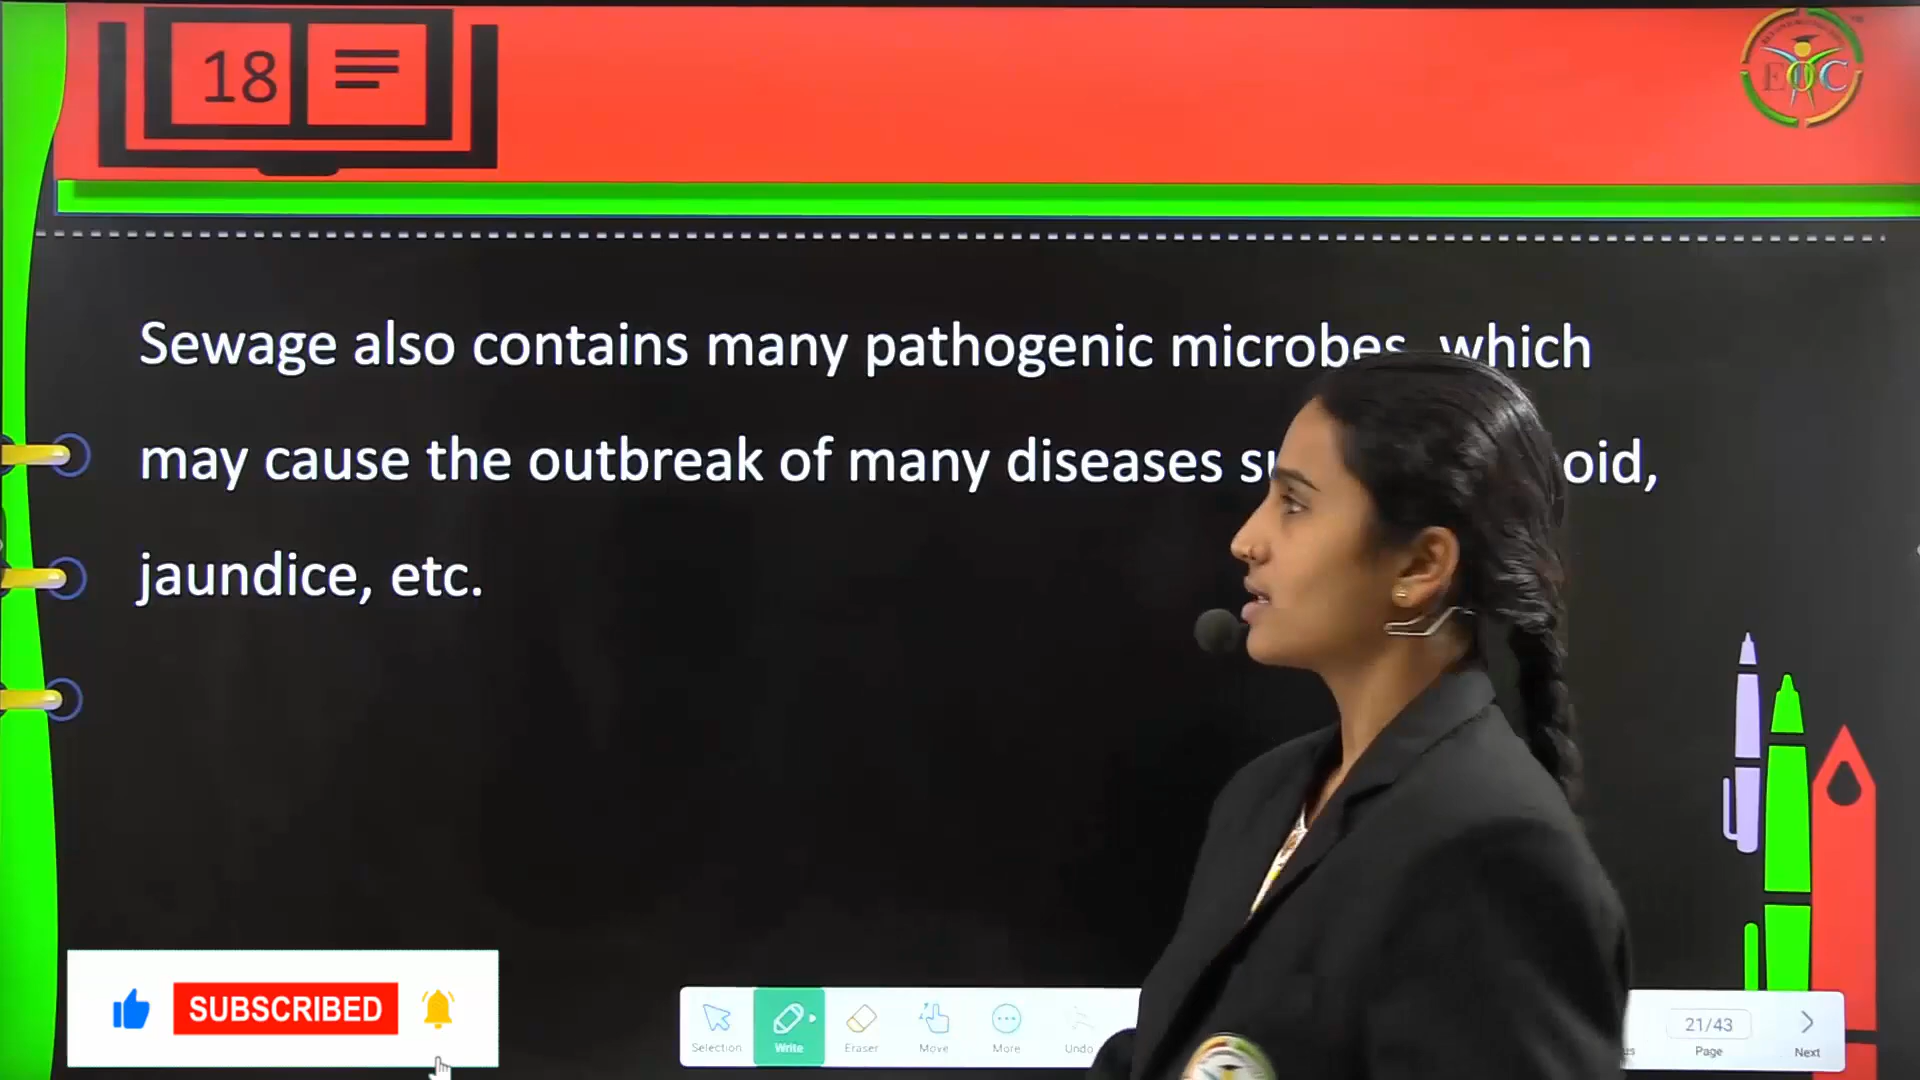 18
EOC
Sewage also contains many pathogenic microbes, which
may cause the outbreak of many diseases oid,
jaundice, etc.
SUBSCRIBED
Selection
Write
Eraser
Move
More
Undo
21/43
Page
Next